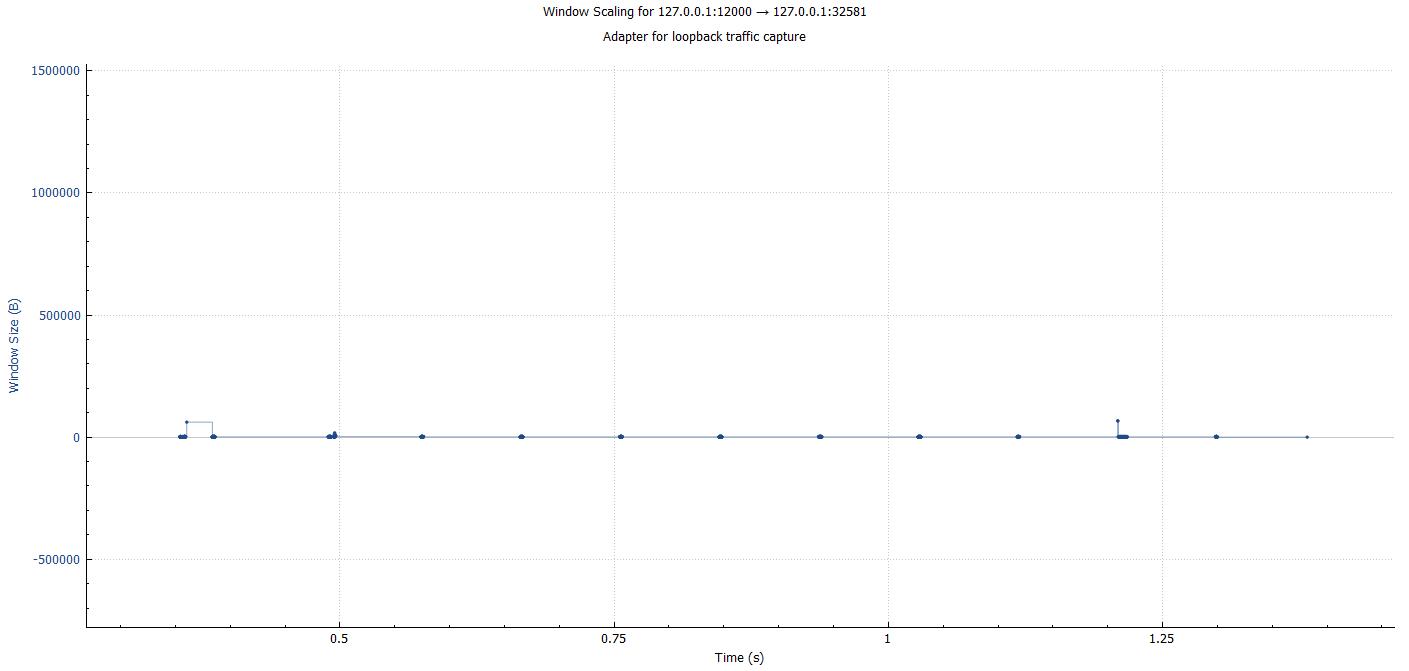 Window Scaling for 127.0.0.1:12000 → 127.0.0.1:32581
Adapter for loopback traffic capture
Window Size (B)
1500000
1000000
500000
0
-500000
0.5
0.75
1
1.25
Time (s)